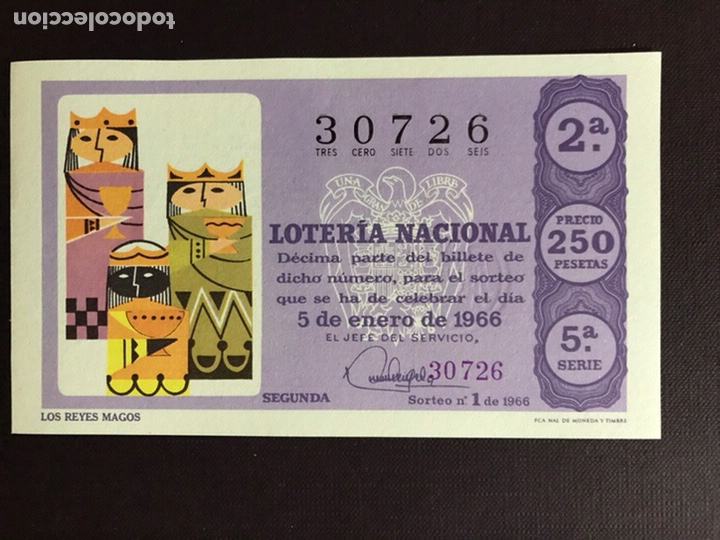 todocoleccion
30726
TRES CERO SIETE DOS SEIS
UNA GRANDE LIBRE
LOTERÍA NACIONAL
Décima parte del billete de
dicho número, para el sorteo
que se ha de celebrar el día
5 de enero de 1966
EL JEFE DEL SERVICIO,
30726
SEGUNDA
Sorteo nº 1 de 1966
2.ª
PRECIO
250
PESETAS
5.ª
SERIE
LOS REYES MAGOS
FCA. NAL. DE MONEDA Y TIMBRE